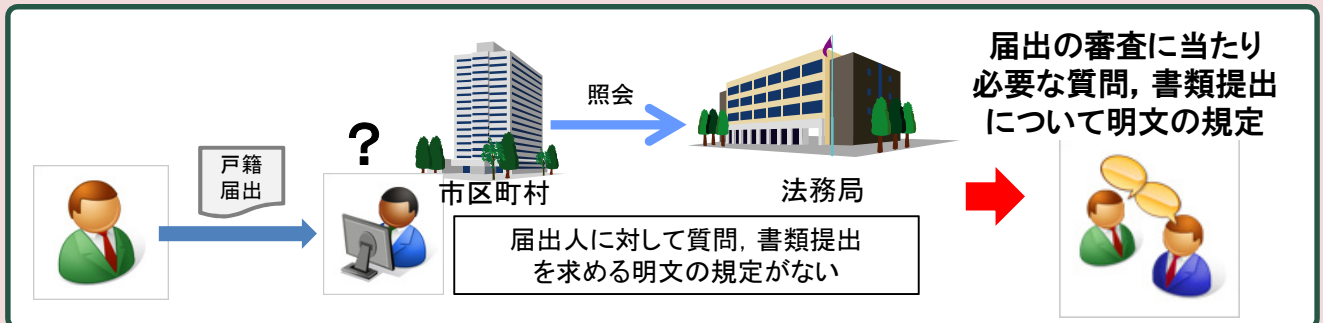 戸籍
届出
?
市区町村
照会
法務局
届出人に対して質問，書類提出
を求める明文の規定がない
届出の審査に当たり
必要な質問，書類提出
について明文の規定